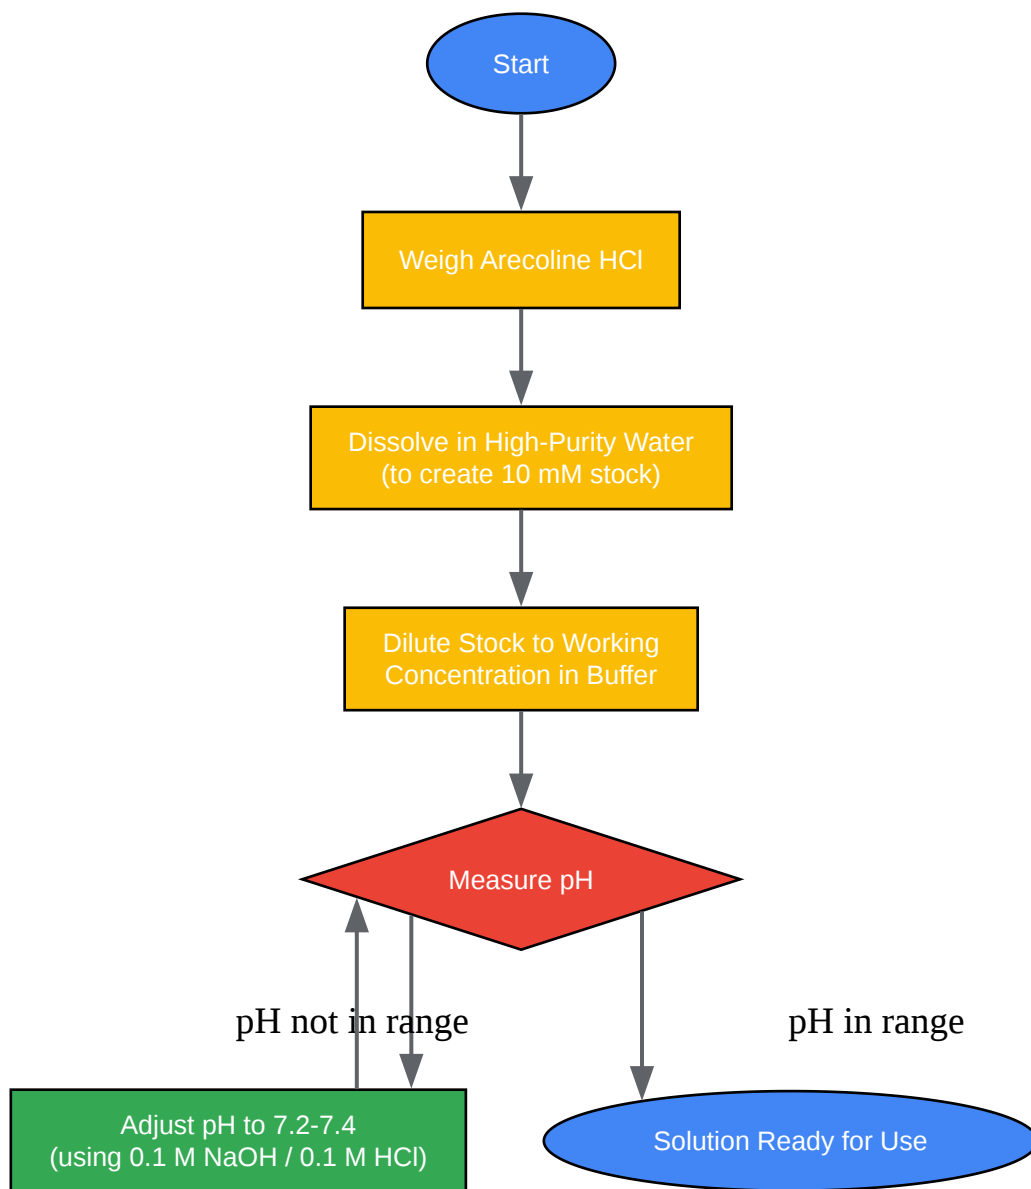 Start
Weigh Arecoline HCl
Dissolve in High-Purity Water
(to create 10 mM stock)
Dilute Stock to Working
Concentration in Buffer
Measure pH
pH not in range
pH in range
Adjust pH to 7.2-7.4
(using 0.1 M NaOH / 0.1 M HCl)
Solution Ready for Use